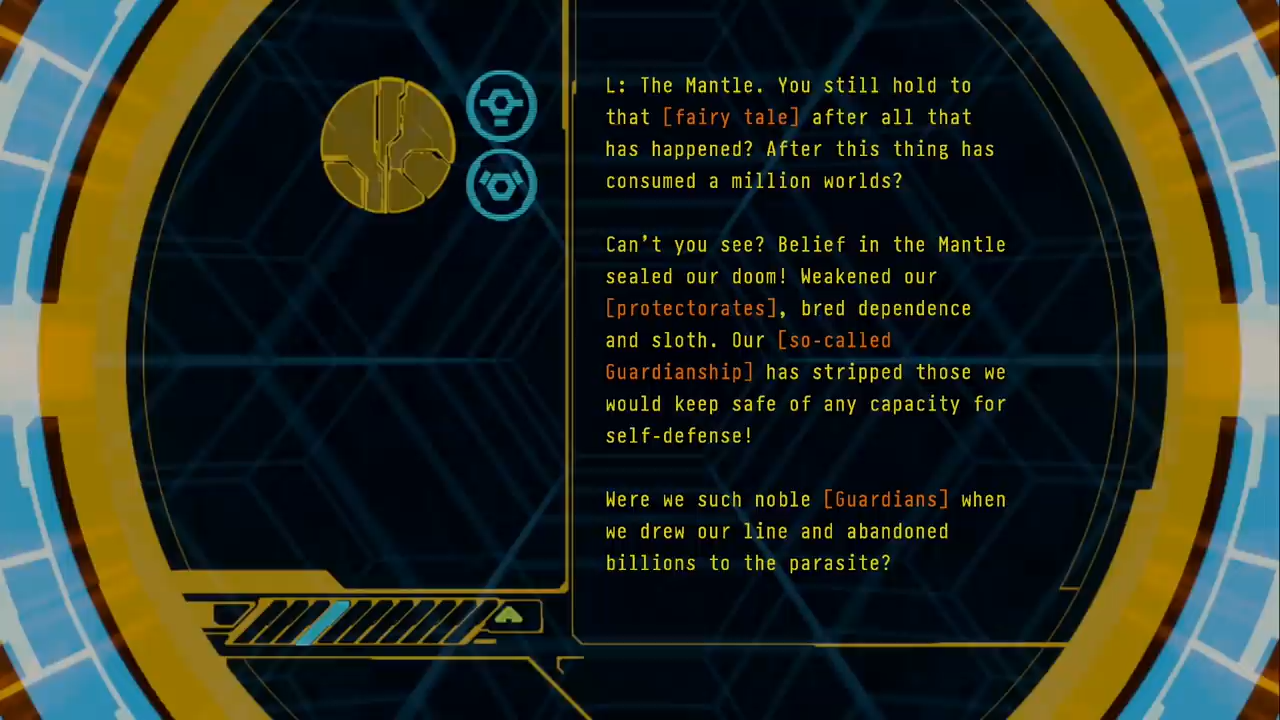 L: The Mantle. You still hold to
that [fairy tale] after all that
has happened? After this thing has
consumed a million worlds?
Can't you see? Belief in the Mantle
sealed our doom! Weakened our
[protectorates], bred dependence
and sloth. Our [so-called
Guardianship] has stripped those we
would keep safe of any capacity for
self-defense!
Were we such noble [Guardians] when
we drew our line and abandoned
billions to the parasite?